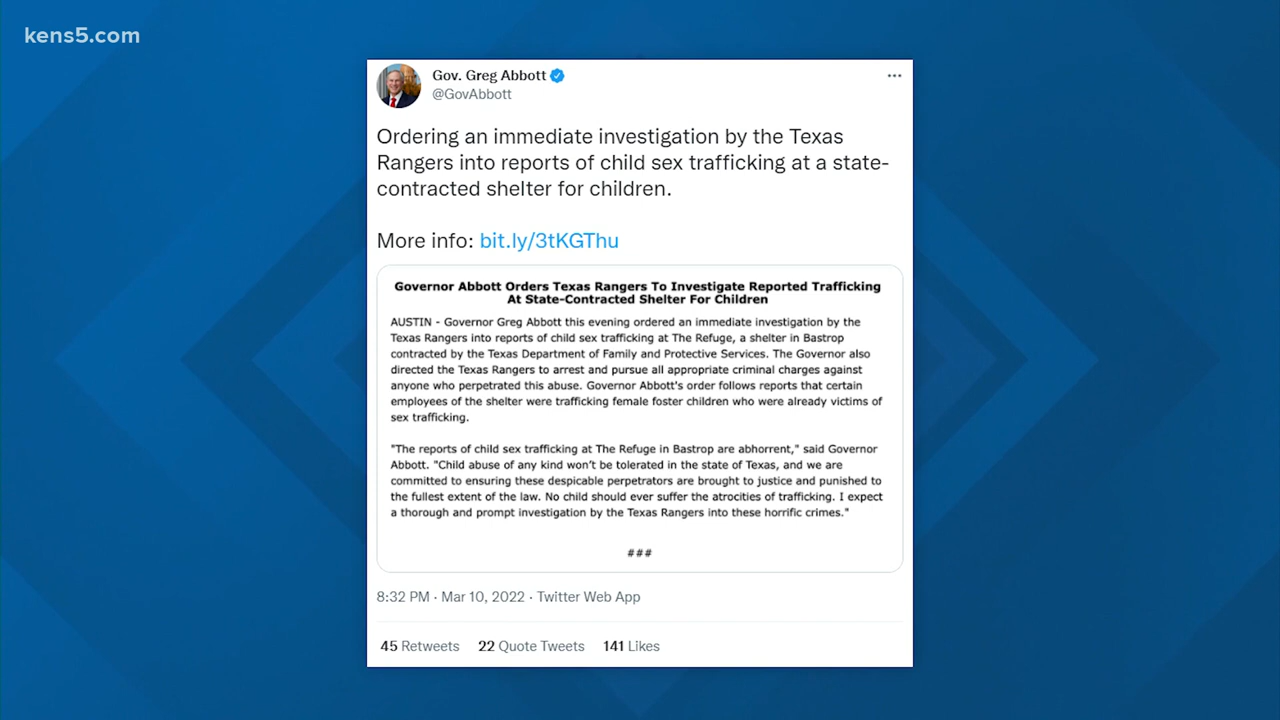 kens5.com
Gov. Greg Abbott
@GovAbbott
Ordering an immediate investigation by the Texas
Rangers into reports of child sex trafficking at a state-
contracted shelter for children.
More info: bit.ly/3tKGThu
Governor Abbott Orders Texas Rangers To Investigate Reported Trafficking
At State-Contracted Shelter For Children
AUSTIN - Governor Greg Abbott this evening ordered an immediate investigation by the
Texas Rangers into reports of child sex trafficking at The Refuge, a shelter in Bastrop
contracted by the Texas Department of Family and Protective Services. The Governor also
directed the Texas Rangers to arrest and pursue all appropriate criminal charges against
anyone who perpetrated this abuse. Governor Abbott's order follows reports that certain
employees of the shelter were trafficking female foster children who were already victims of
sex trafficking.
"The reports of child sex trafficking at The Refuge in Bastrop are abhorrent," said Governor
Abbott. "Child abuse of any kind won't be tolerated in the state of Texas, and we are
committed to ensuring these despicable perpetrators are brought to justice and punished to
the fullest extent of the law. No child should ever suffer the atrocities of trafficking. I expect
a thorough and prompt investigation by the Texas Rangers into these horrific crimes."
###
8:32 PM · Mar 10, 2022 · Twitter Web App
45 Retweets 22 Quote Tweets 141 Likes